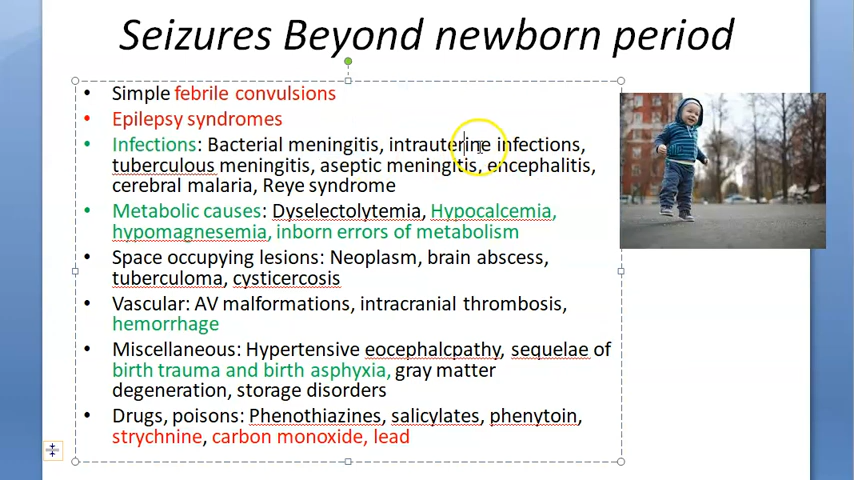 Seizures Beyond newborn period
• Simple febrile convulsions
• Epilepsy syndromes
• Infections: Bacterial meningitis, intrauterine infections,
tuberculous meningitis, aseptic meningitis, encephalitis,
cerebral malaria, Reye syndrome
• Metabolic causes: Dyselectolytemia, Hypocalcemia,
hypomagnesemia, inborn errors of metabolism
• Space occupying lesions: Neoplasm, brain abscess,
tuberculoma, cysticercosis
• Vascular: AV malformations, intracranial thrombosis,
hemorrhage
• Miscellaneous: Hypertensive eocephalcpathy, sequelae of
birth trauma and birth asphyxia, gray matter
degeneration, storage disorders
• Drugs, poisons: Phenothiazines, salicylates, phenytoin,
strychnine, carbon monoxide, lead